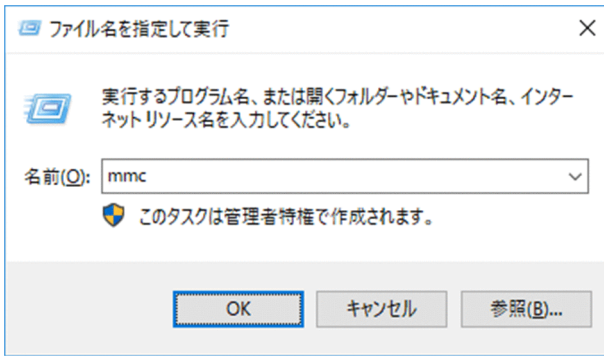 ファイル名を指定して実行
実行するプログラム名、または開くフォルダーやドキュメント名、インター
ネット リソース名を入力してください。
名前(O): mmc
このタスクは管理者特権で作成されます。
OK キャンセル 参照(B)...